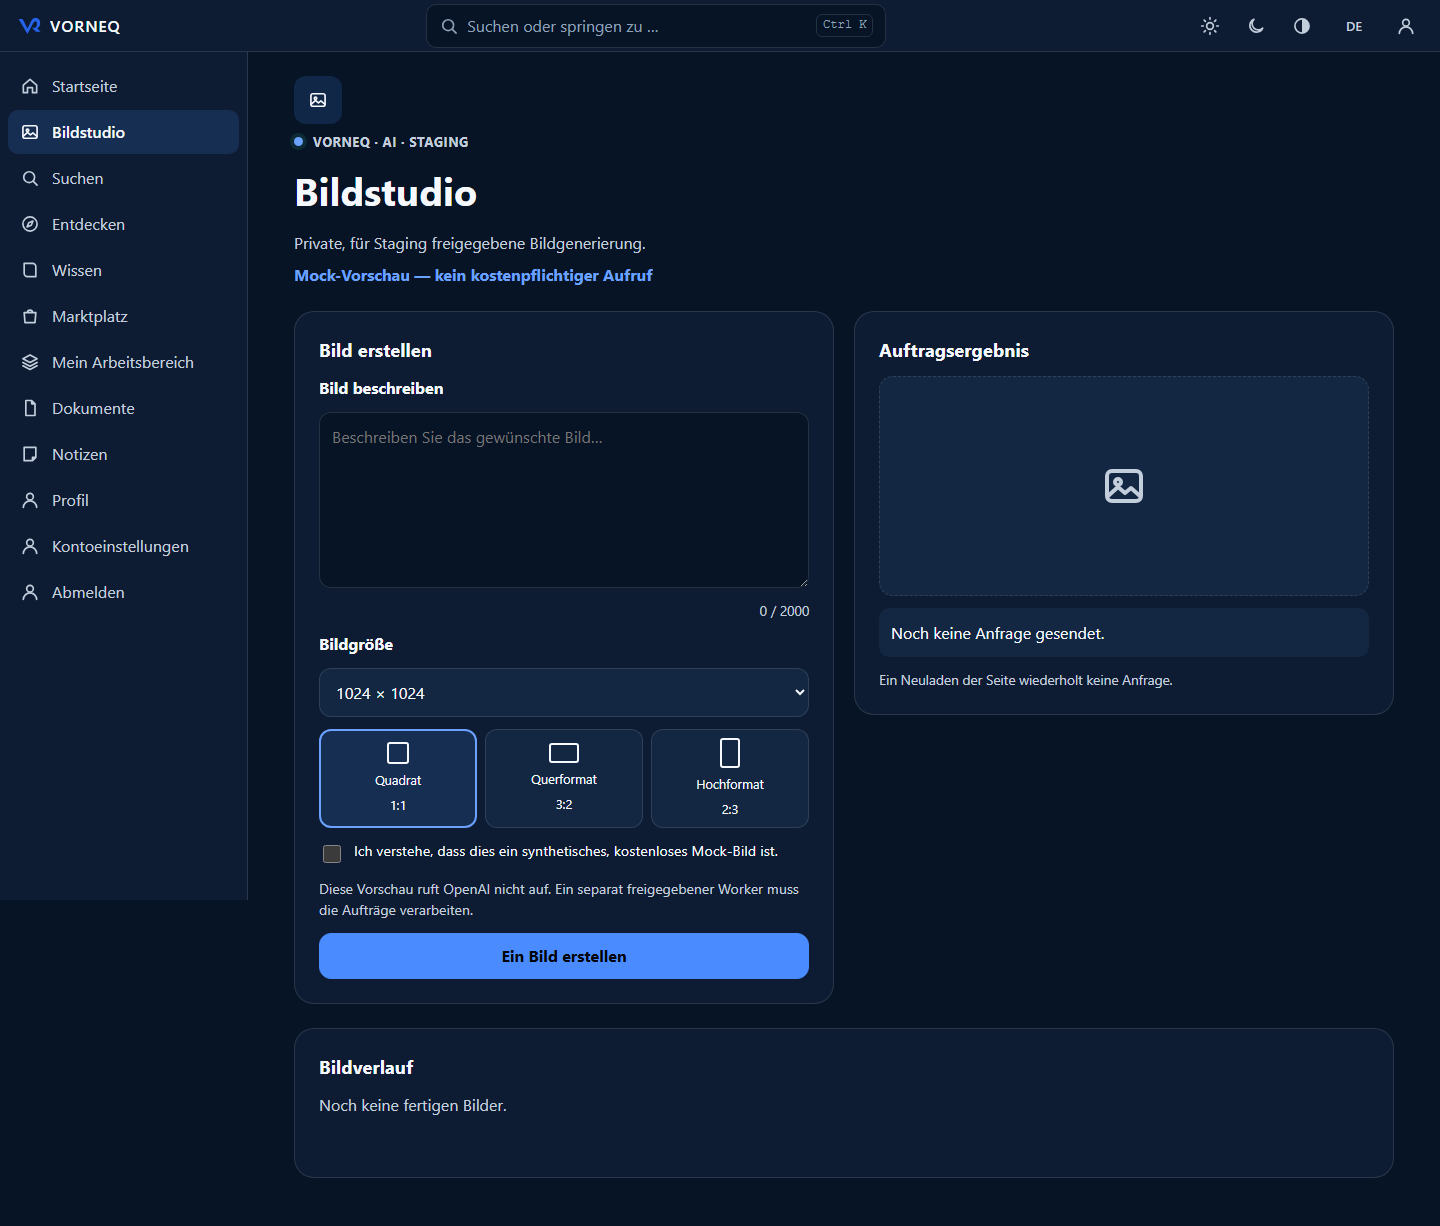 VORNEQ
Suchen oder springen zu ...
Ctrl K
DE
Startseite
Bildstudio
Suchen
Entdecken
Wissen
Marktplatz
Mein Arbeitsbereich
Dokumente
Notizen
Profil
Kontoeinstellungen
Abmelden
VORNEQ · AI · STAGING
Bildstudio
Private, für Staging freigegebene Bildgenerierung.
Mock-Vorschau — kein kostenpflichtiger Aufruf
Bild erstellen
Bild beschreiben
Beschreiben Sie das gewünschte Bild...
0 / 2000
Bildgröße
1024 × 1024
Quadrat
1:1
Querformat
3:2
Hochformat
2:3
Ich verstehe, dass dies ein synthetisches, kostenloses Mock-Bild ist.
Diese Vorschau ruft OpenAI nicht auf. Ein separat freigegebener Worker muss
die Aufträge verarbeiten.
Ein Bild erstellen
Auftragsergebnis
Noch keine Anfrage gesendet.
Ein Neuladen der Seite wiederholt keine Anfrage.
Bildverlauf
Noch keine fertigen Bilder.